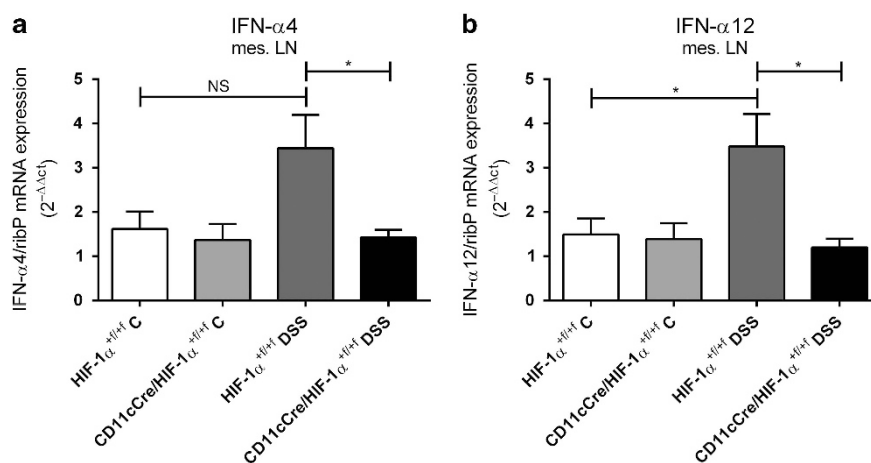 a
IFN-α4
mes. LN
IFN-α4/ribP mRNA expression
(2⁻ΔΔct)
5
4
3
2
1
0
NS
*
HIF-1α +f/+f C
CD11cCre/HIF-1α +f/+f C
HIF-1α +f/+f DSS
CD11cCre/HIF-1α +f/+f DSS
b
IFN-α12
mes. LN
IFN-α12/ribP mRNA expression
(2⁻ΔΔct)
5
4
3
2
1
0
*
*
HIF-1α +f/+f C
CD11cCre/HIF-1α +f/+f C
HIF-1α +f/+f DSS
CD11cCre/HIF-1α +f/+f DSS